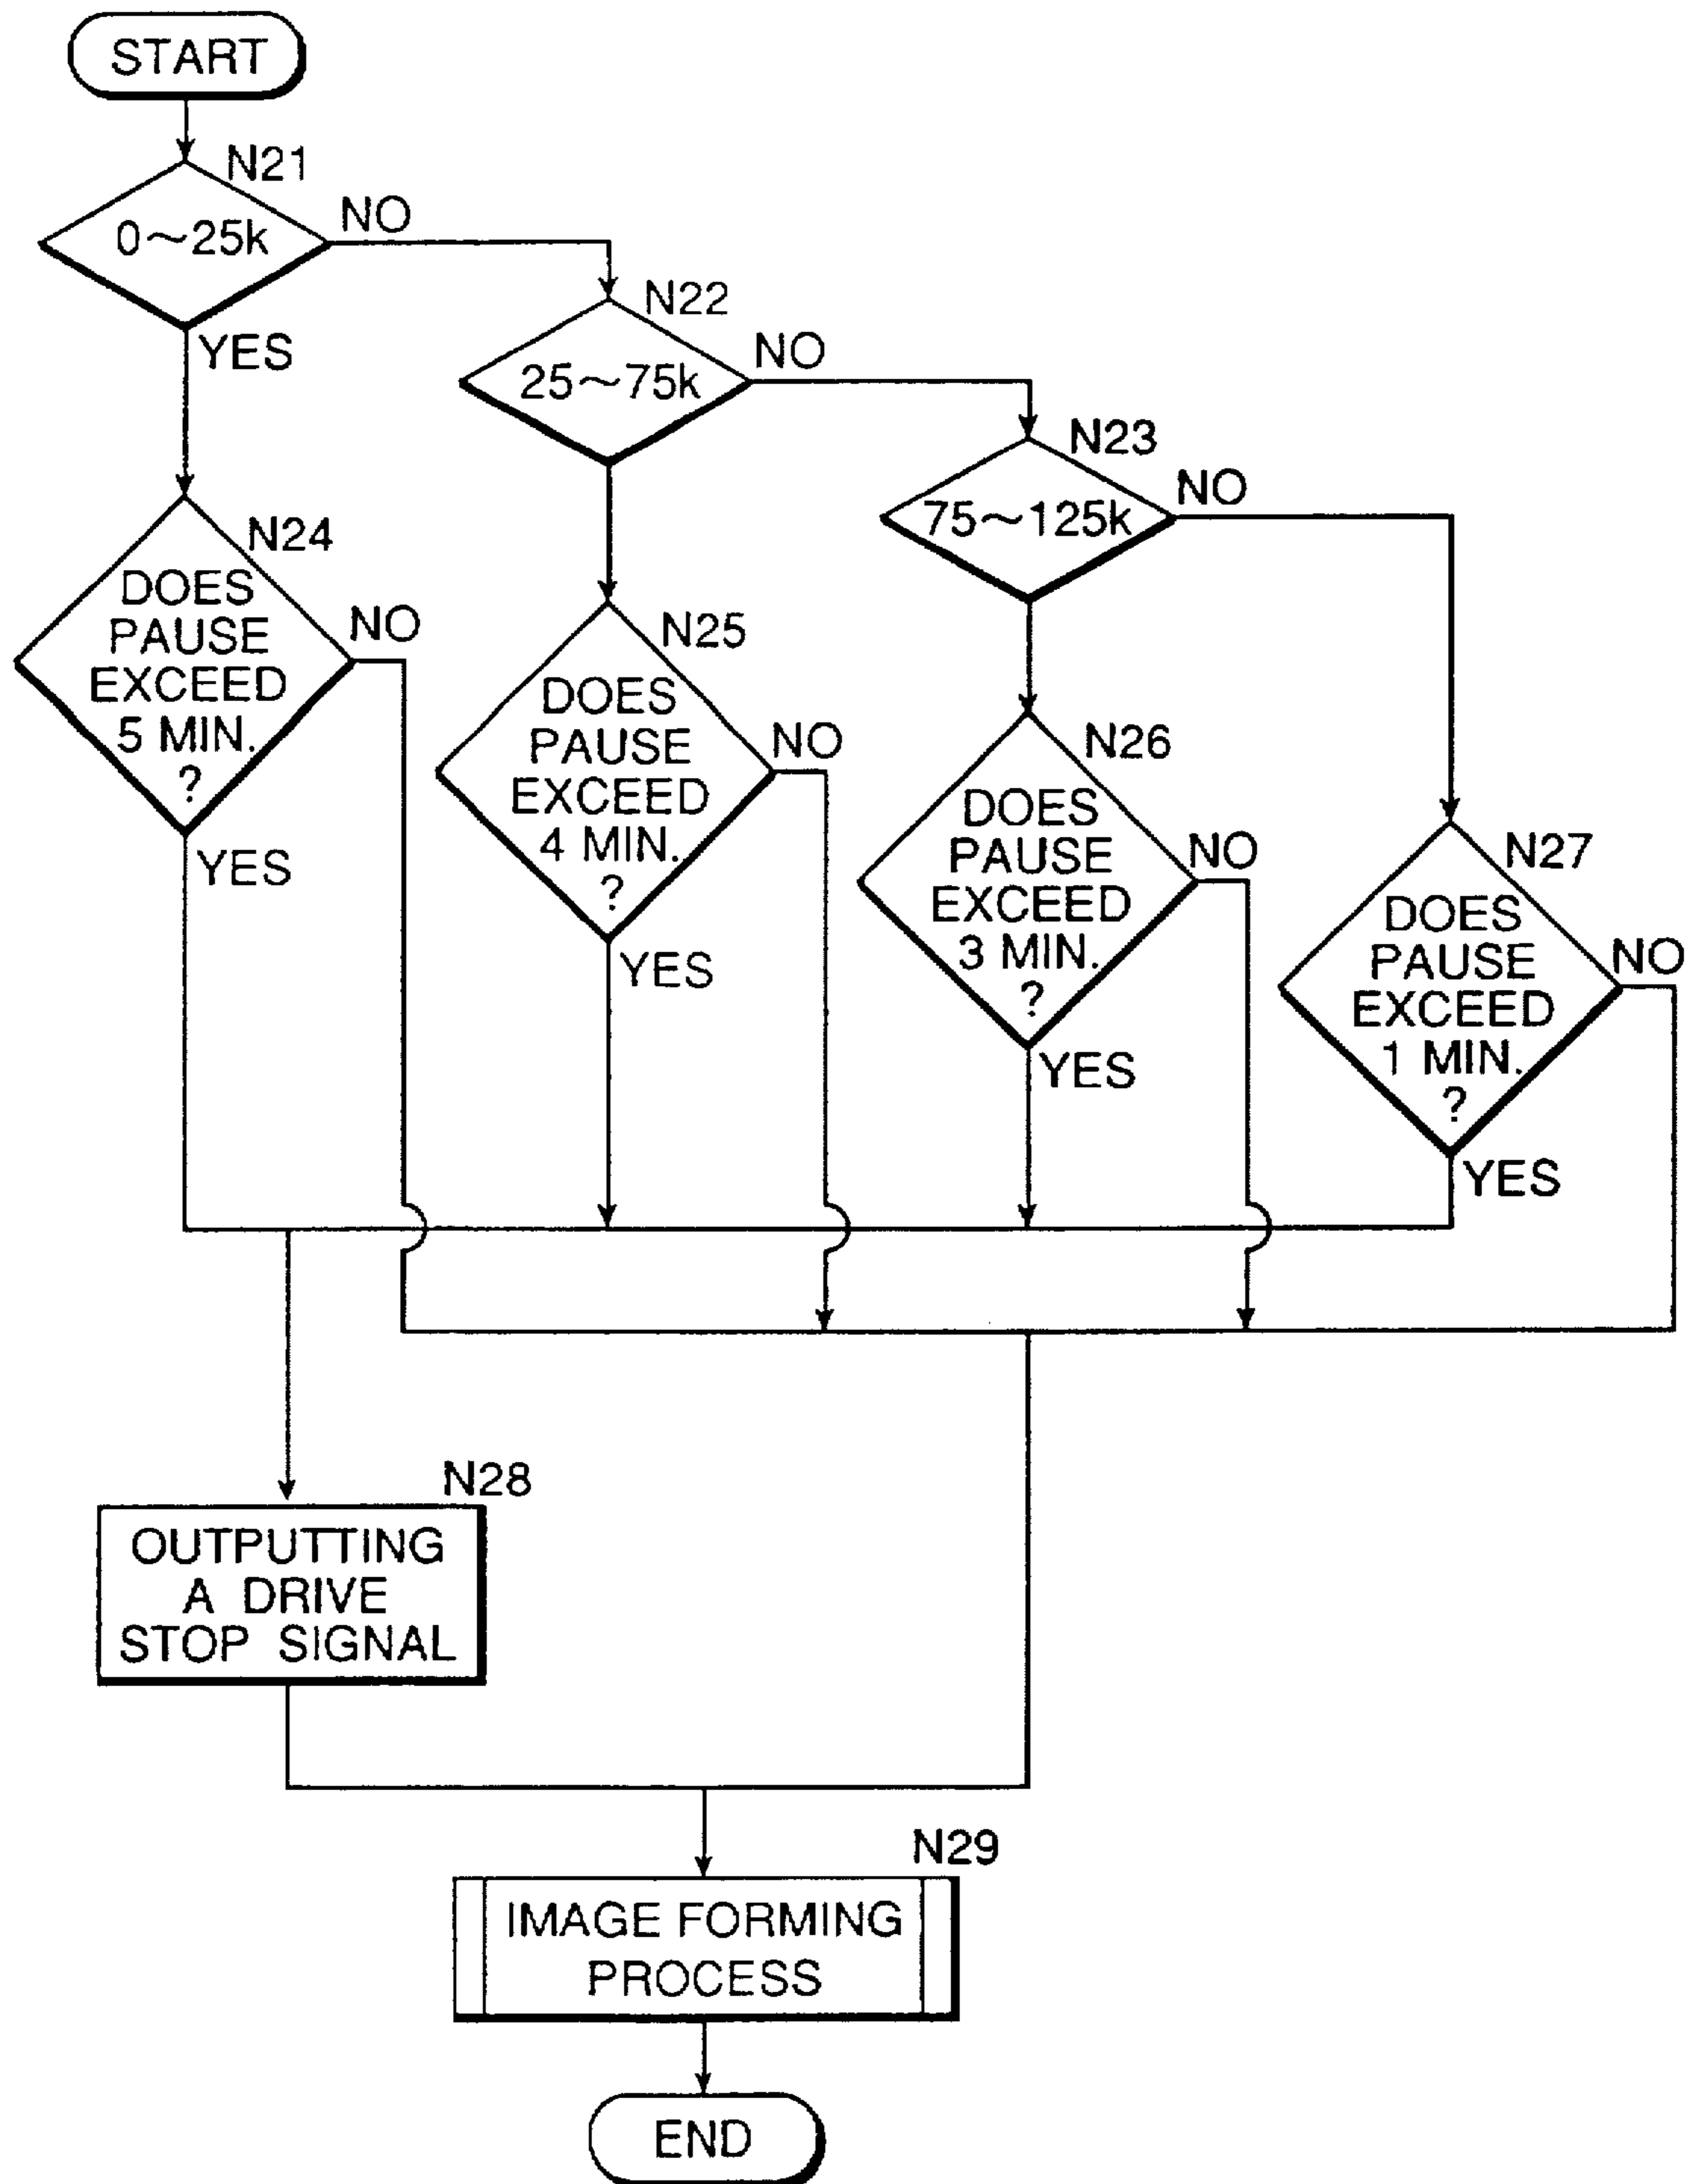 START
N21
0~25k
NO
YES
N22
25~75k
NO
N23
75~125k
NO
N24
DOES
PAUSE
EXCEED
5 MIN.
?
NO
YES
N25
DOES
PAUSE
EXCEED
4 MIN.
?
NO
YES
N26
DOES
PAUSE
EXCEED
3 MIN.
?
NO
YES
N27
DOES
PAUSE
EXCEED
1 MIN.
?
NO
YES
N28
OUTPUTTING
A DRIVE
STOP SIGNAL
N29
IMAGE FORMING
PROCESS
END